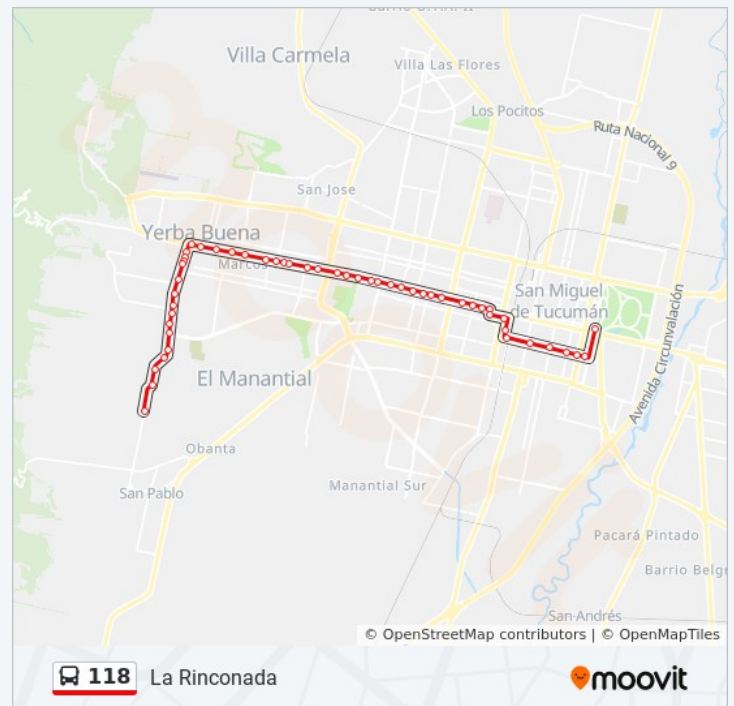 Villa Carmela
Villa Las Flores
Los Pocitos
Ruta Nacional 9
San Jose
Yerba Buena
Marcos
San Miguel
de Tucumán
Avenida Circunvalación
El Manantial
Obanta
Manantial Sur
San Pablo
Pacará Pintado
Barrio Belgr
San Andrés
© OpenStreetMap contributors | © OpenMapTiles
118 La Rinconada
moovit